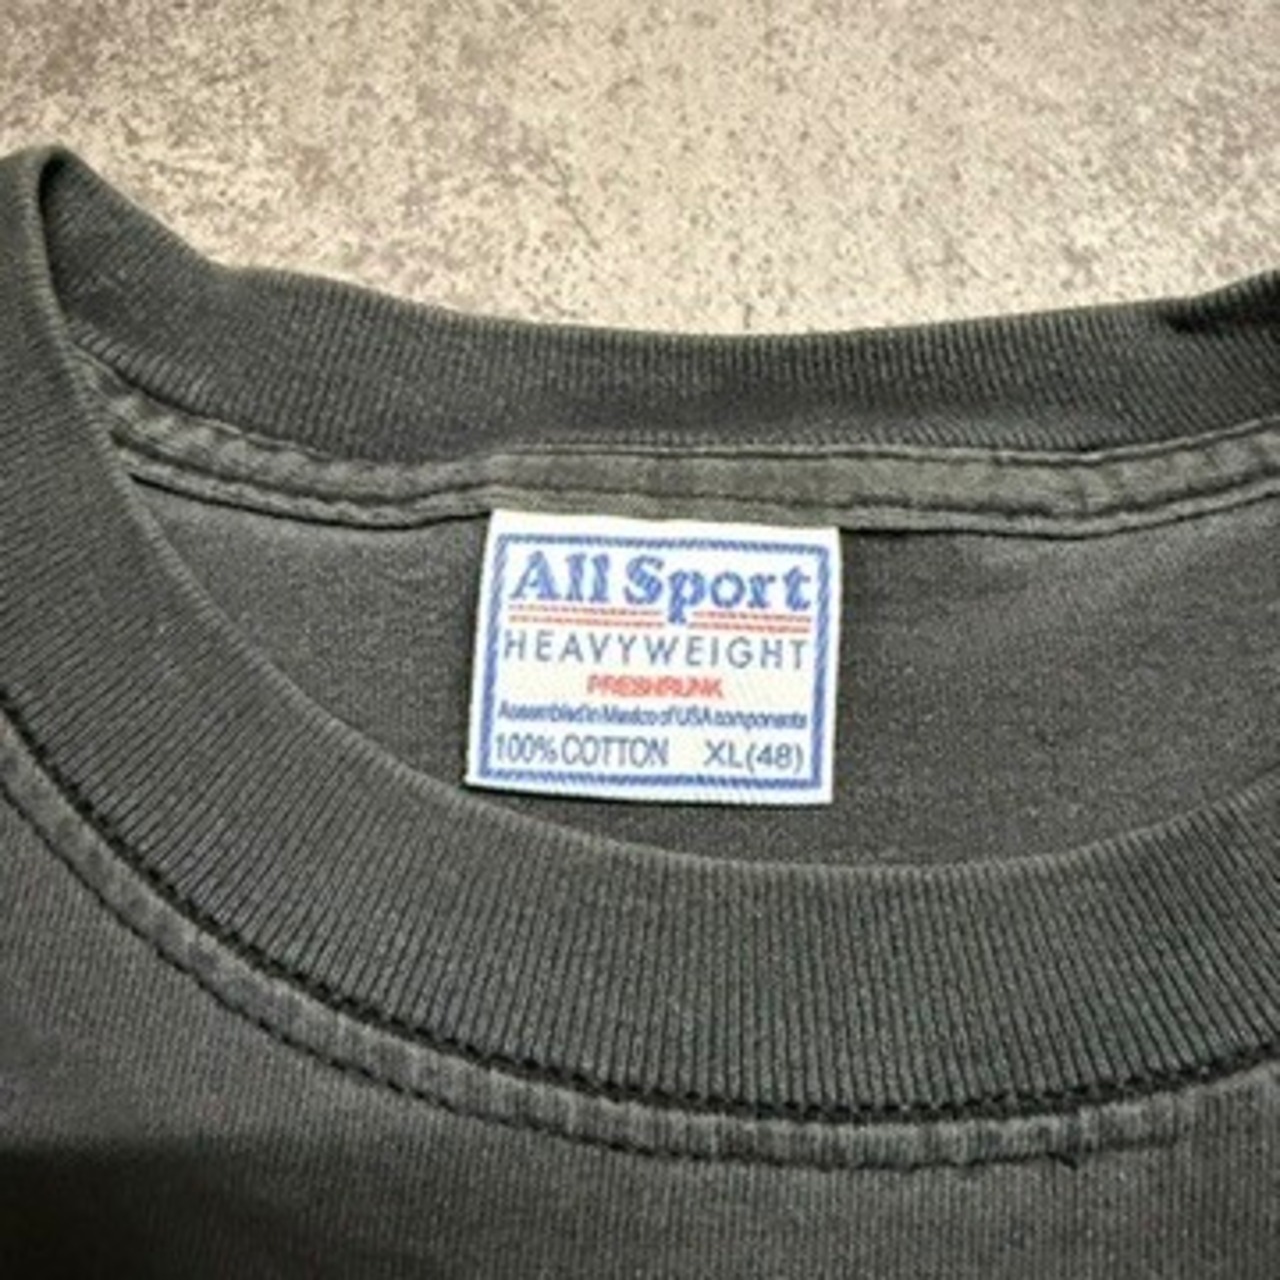 All Sport
HEAVYWEIGHT
PRESHRUNK
Assembled in Mexico of USA components
100% COTTON XL(48)